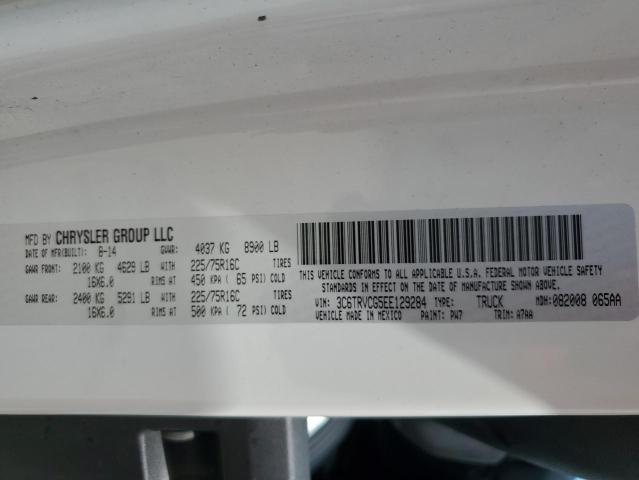 MFD BY CHRYSLER GROUP LLC
DATE OF MFR(BUILT): 8-14 GVWR: 4037 KG 8900 LB
GAWR FRONT: 2100 KG 4629 LB WITH 225/75R16C TIRES
16X6.0 RIMS AT 450 KPA ( 65 PSI) COLD
GAWR REAR: 2400 KG 5291 LB WITH 225/75R16C TIRES
16X6.0 RIMS AT 500 KPA ( 72 PSI) COLD
THIS VEHICLE CONFORMS TO ALL APPLICABLE U.S.A. FEDERAL MOTOR VEHICLE SAFETY
STANDARDS IN EFFECT ON THE DATE OF MANUFACTURE SHOWN ABOVE.
VIN: 3C6TRVCG5EE129284 TYPE: TRUCK MDH: 082008 065AA
VEHICLE MADE IN MEXICO PAINT: PW7 TRIM: A7AA